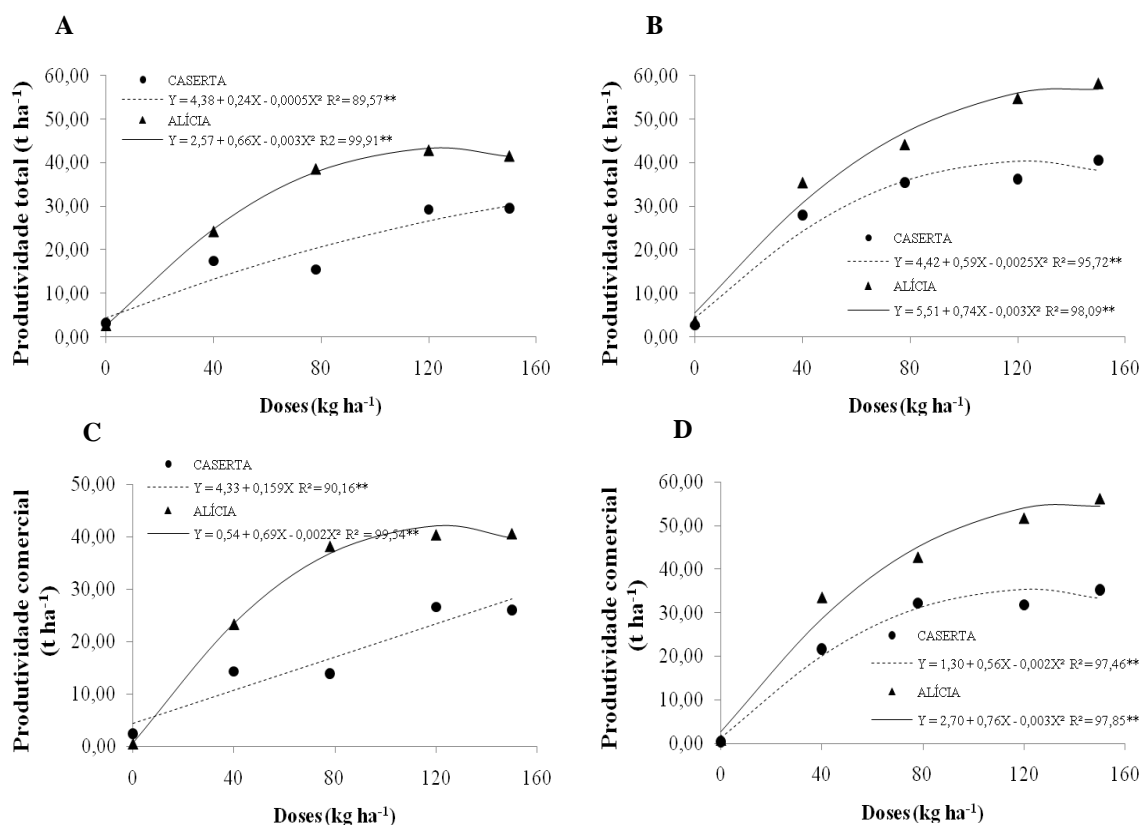 A
Produtividade total (t ha⁻¹)
60,00
50,00
40,00
30,00
20,00
10,00
0,00
CASERTA
Y = 4,38 + 0,24X - 0,0005X² R² = 89,57**
ALÍCIA
Y = 2,57 + 0,66X - 0,003X² R2 = 99,91**
0 40 80 120 160
Doses (kg ha⁻¹)
B
Produtividade total (t ha⁻¹)
60,00
50,00
40,00
30,00
20,00
10,00
0,00
CASERTA
Y = 4,42 + 0,59X - 0,0025X² R² = 95,72**
ALÍCIA
Y = 5,51 + 0,74X - 0,003X² R² = 98,09**
0 40 80 120 160
Doses (kg ha⁻¹)
C
Produtividade comercial
(t ha⁻¹)
50,00
40,00
30,00
20,00
10,00
0,00
CASERTA
Y = 4,33 + 0,159X R² = 90,16**
ALÍCIA
Y = 0,54 + 0,69X - 0,002X² R² = 99,54**
0 40 80 120 160
Doses (kg ha⁻¹)
D
Produtividade comercial
(t ha⁻¹)
60,00
50,00
40,00
30,00
20,00
10,00
0,00
CASERTA
Y = 1,30 + 0,56X - 0,002X² R² = 97,46**
ALÍCIA
Y = 2,70 + 0,76X - 0,003X² R² = 97,85**
0 40 80 120 160
Doses (kg ha⁻¹)